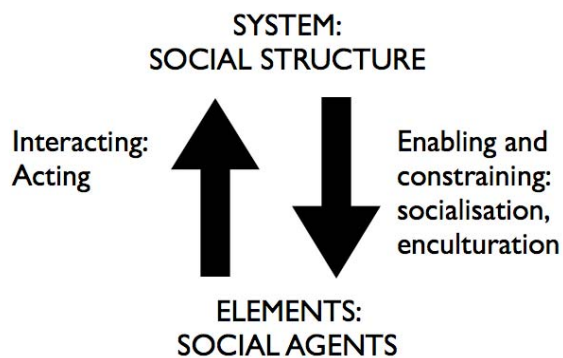 SYSTEM:
SOCIAL STRUCTURE
Interacting:
Acting
Enabling and
constraining:
socialisation,
enculturation
ELEMENTS:
SOCIAL AGENTS